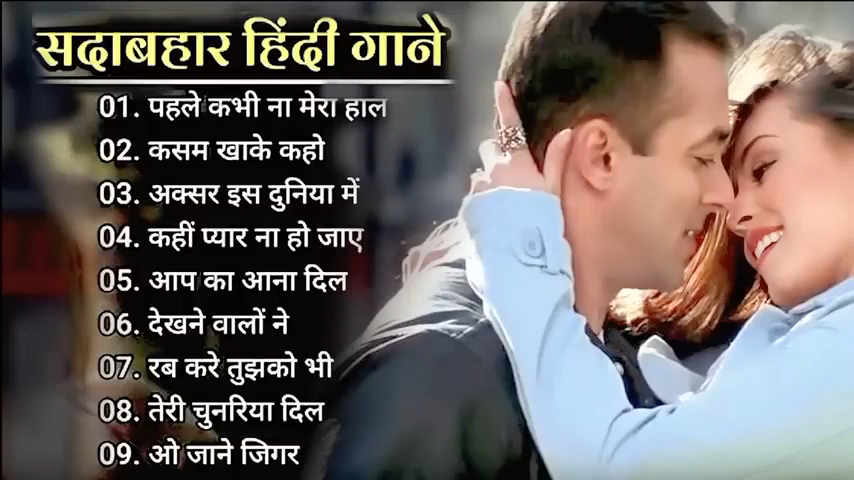 सदाबहार हिंदी गाने
01. पहले कभी ना मेरा हाल
02. कसम खाके कहो
03. अक्सर इस दुनिया में
04. कहीं प्यार ना हो जाए
05. आप का आना दिल
06. देखने वालों ने
07. रब करे तुझको भी
08. तेरी चुनरिया दिल
09. ओ जाने जिगर